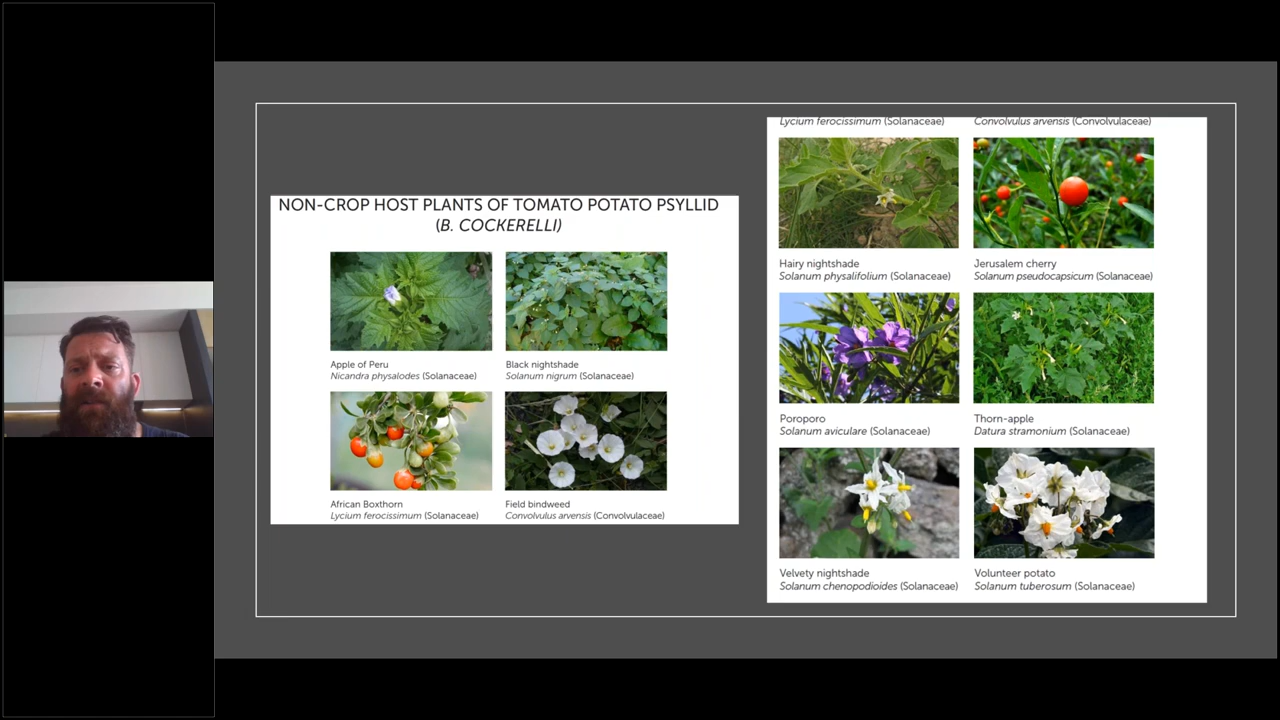 NON-CROP HOST PLANTS OF TOMATO POTATO PSYLLID
(B. COCKERELLI)
Apple of Peru
Nicandra physalodes (Solanaceae)
Black nightshade
Solanum nigrum (Solanaceae)
African Boxthorn
Lycium ferocissimum (Solanaceae)
Field bindweed
Convolvulus arvensis (Convolvulaceae)
Lycium ferocissimum (Solanaceae)
Convolvulus arvensis (Convolvulaceae)
Hairy nightshade
Solanum physalifolium (Solanaceae)
Jerusalem cherry
Solanum pseudocapsicum (Solanaceae)
Poroporo
Solanum aviculare (Solanaceae)
Thorn-apple
Datura stramonium (Solanaceae)
Velvety nightshade
Solanum chenopodioides (Solanaceae)
Volunteer potato
Solanum tuberosum (Solanaceae)